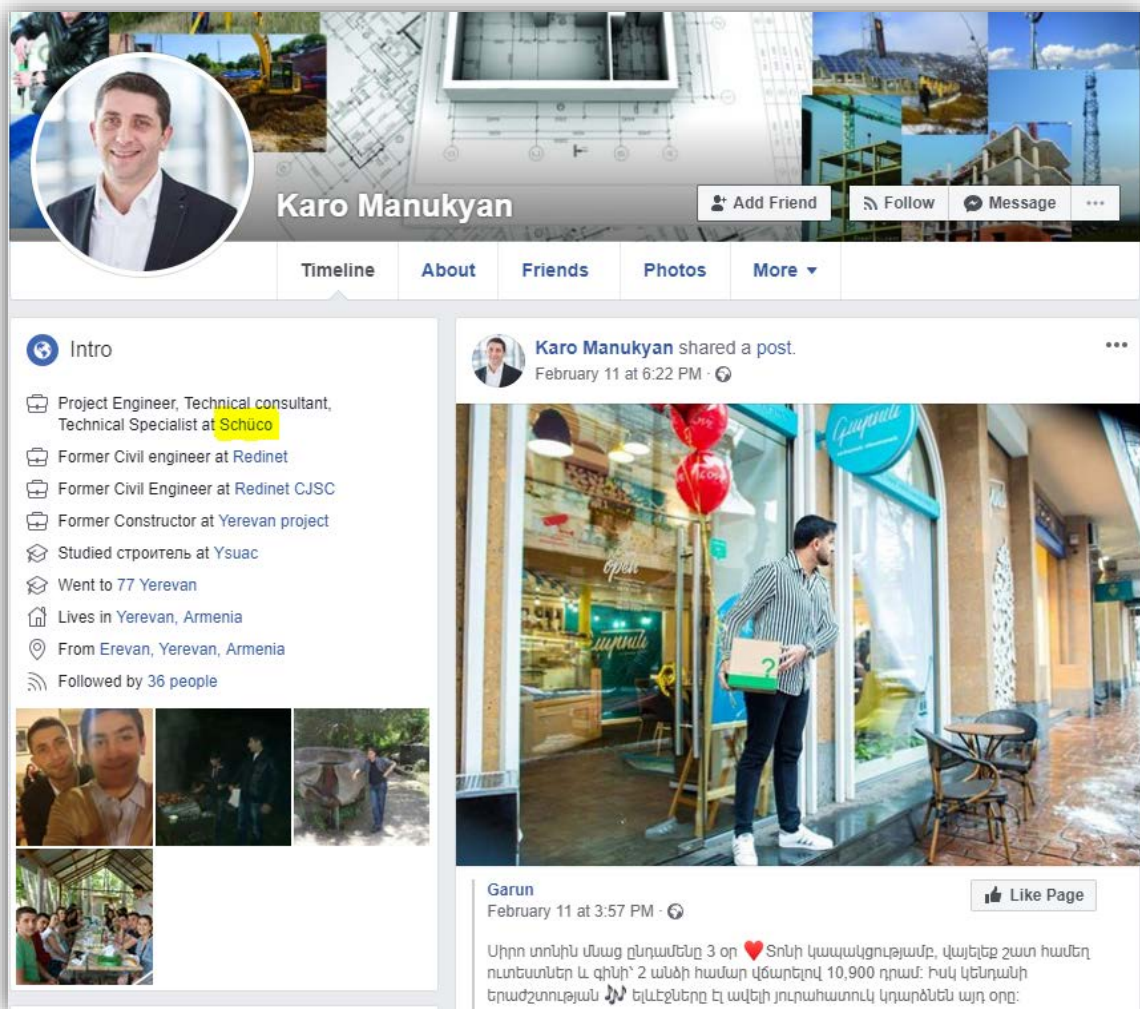 Karo Manukyan
Add Friend
Follow
Message
Timeline
About
Friends
Photos
More
Intro
Project Engineer, Technical consultant,
Technical Specialist at Schüco
Former Civil engineer at Redinet
Former Civil Engineer at Redinet CJSC
Former Constructor at Yerevan project
Studied строитель at Ysuac
Went to 77 Yerevan
Lives in Yerevan, Armenia
From Erevan, Yerevan, Armenia
Followed by 36 people
Karo Manukyan shared a post.
February 11 at 6:22 PM
Գարուն
open
?
Garun
February 11 at 3:57 PM
Like Page
Սիրո տոնին մնաց ընդամենը 3 օր ❤️ Տոնի կապակցությամբ, վայելեք շատ համեղ
ուտեստներ և գինի՝ 2 անձի համար վճարելով 10,900 դրամ: Իսկ կենդանի
երաժշտության 🎶 ելևէջները էլ ավելի յուրահատուկ կդարձնեն այդ օրը: